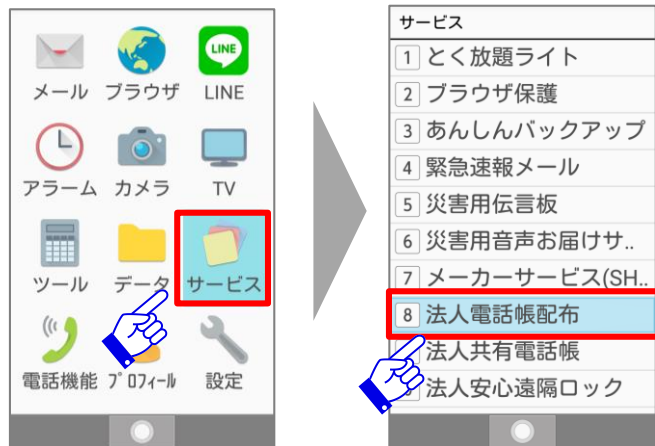 LINE
メール ブラウザ LINE
アラーム カメラ TV
ツール データ サービス
電話機能 プロフィール 設定
サービス
1 とく放題ライト
2 ブラウザ保護
3 あんしんバックアップ
4 緊急速報メール
5 災害用伝言板
6 災害用音声お届けサ..
7 メーカーサービス(SH..
8 法人電話帳配布
法人共有電話帳
法人安心遠隔ロック